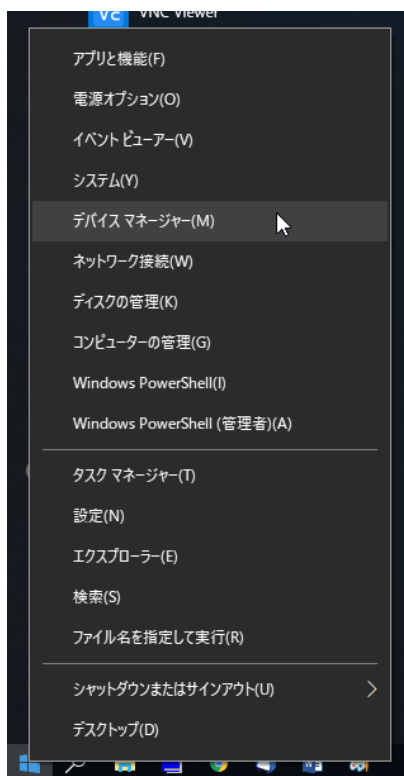 VNC Viewer
アプリと機能(F)
電源オプション(O)
イベント ビューアー(V)
システム(Y)
デバイス マネージャー(M)
ネットワーク接続(W)
ディスクの管理(K)
コンピューターの管理(G)
Windows PowerShell(I)
Windows PowerShell (管理者)(A)
タスク マネージャー(T)
設定(N)
エクスプローラー(E)
検索(S)
ファイル名を指定して実行(R)
シャットダウンまたはサインアウト(U)
デスクトップ(D)